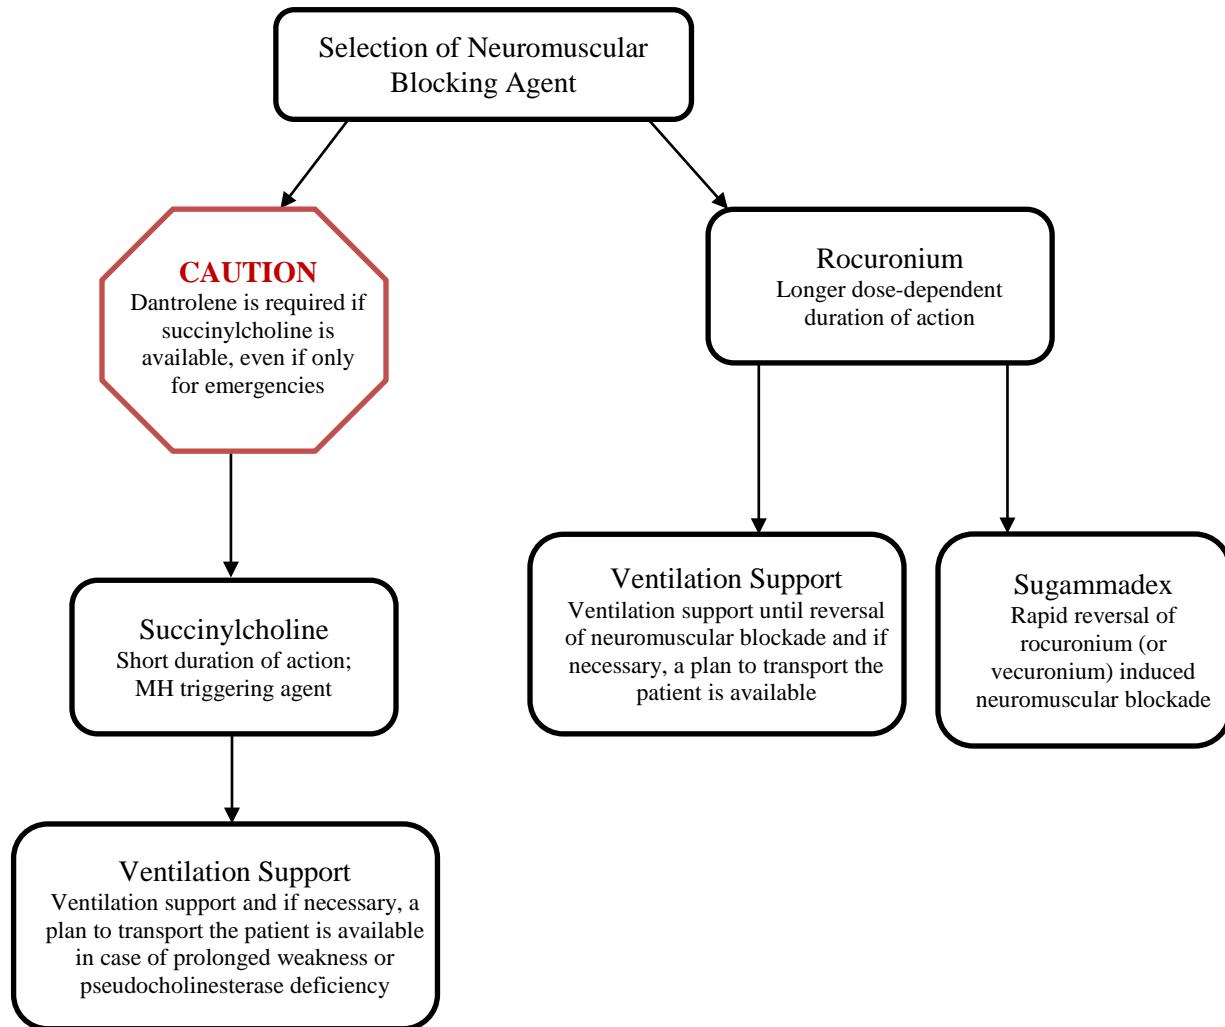 Selection of Neuromuscular
Blocking Agent
CAUTION
Dantrolene is required if
succinylcholine is
available, even if only
for emergencies
Rocuronium
Longer dose-dependent
duration of action
Succinylcholine
Short duration of action;
MH triggering agent
Ventilation Support
Ventilation support until reversal
of neuromuscular blockade and if
necessary, a plan to transport the
patient is available
Sugammadex
Rapid reversal of
rocuronium (or
vecuronium) induced
neuromuscular blockade
Ventilation Support
Ventilation support and if necessary, a
plan to transport the patient is available
in case of prolonged weakness or
pseudocholinesterase deficiency